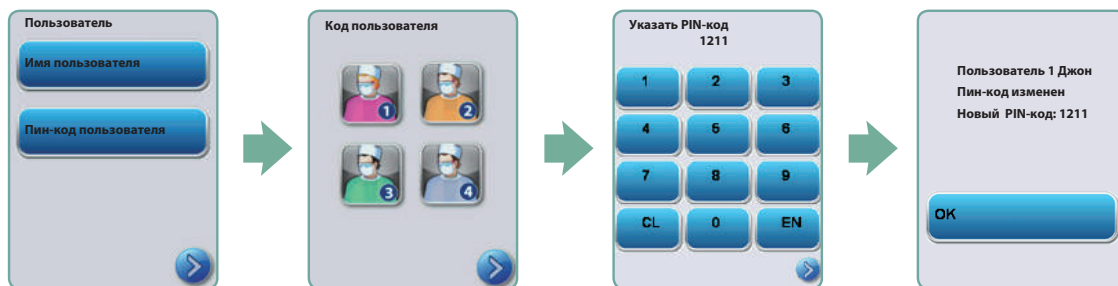 Пользователь
Имя пользователя
Пин-код пользователя
Код пользователя
1
2
3
4
Указать PIN-код
1211
1 2 3
4 5 6
7 8 9
CL 0 EN
Пользователь 1 Джон
Пин-код изменен
Новый PIN-код: 1211
OK